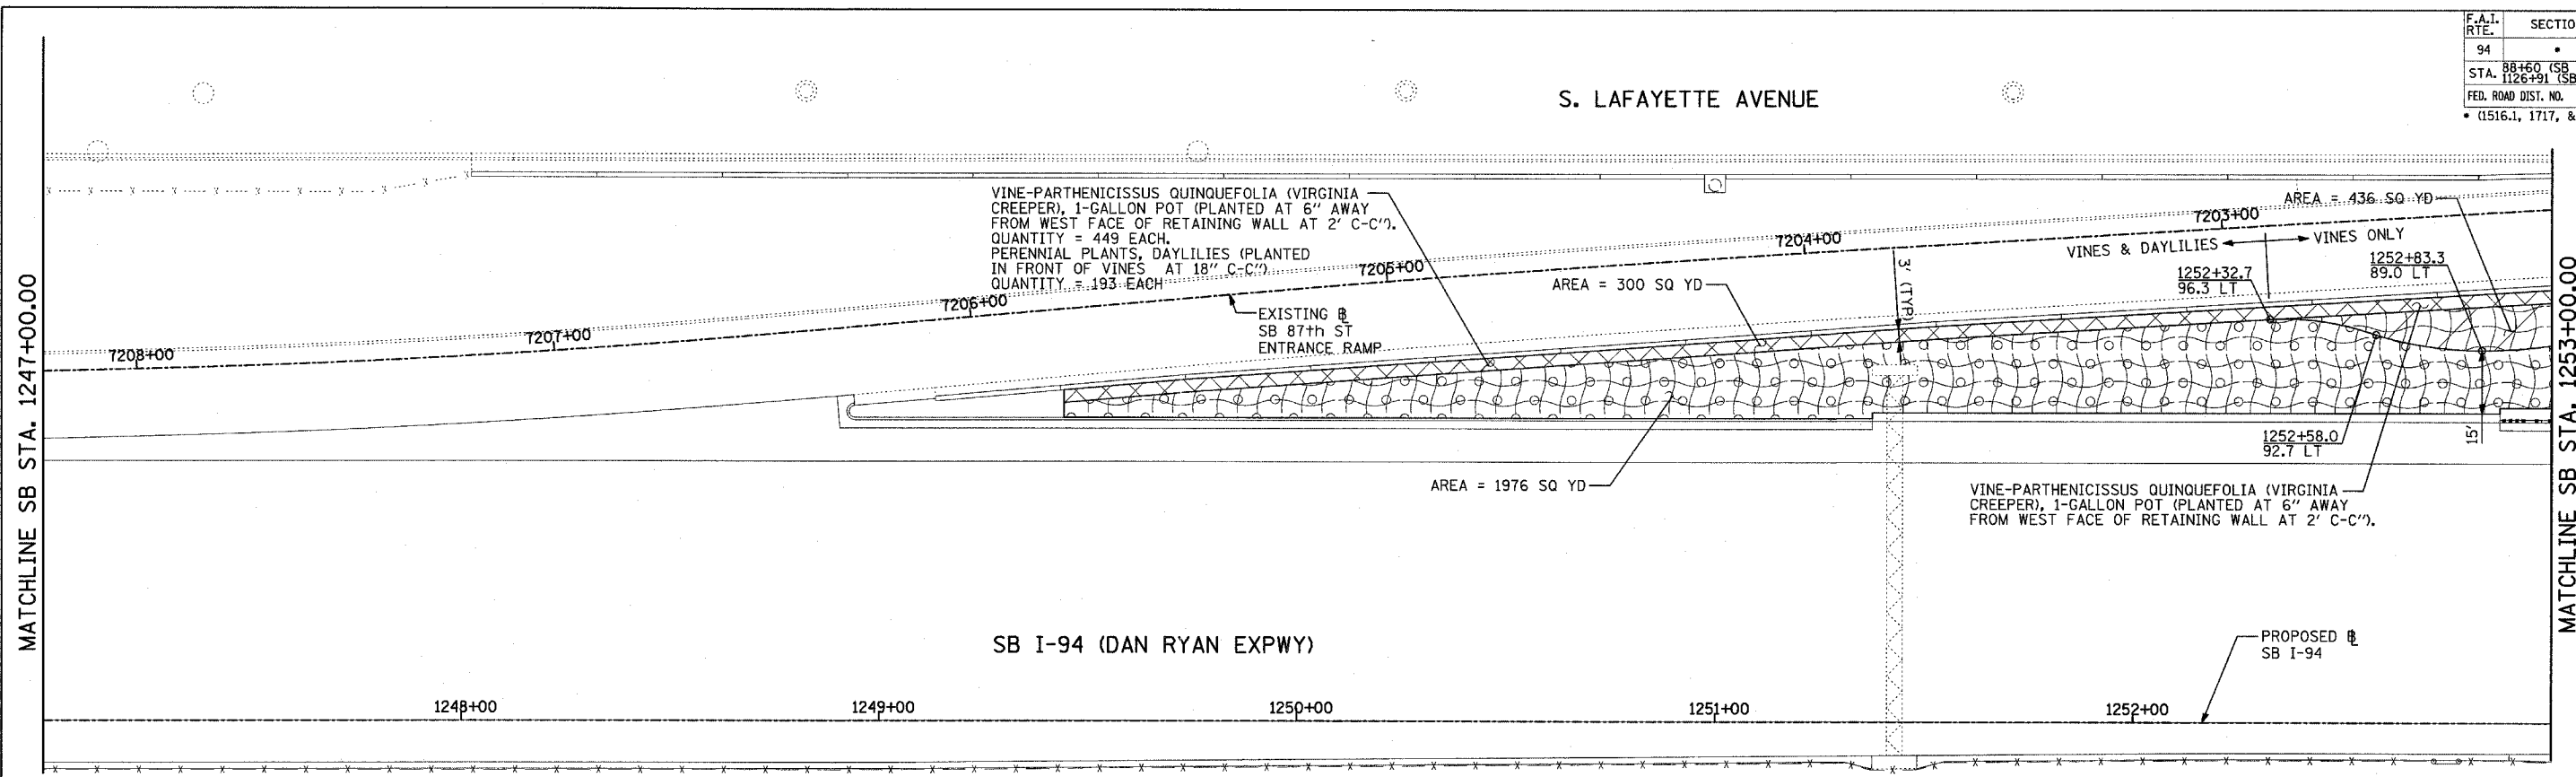 F.A.I. RTE. SECTIO
94 •
STA. 88+60 (SB
1126+91 (SB
FED. ROAD DIST. NO.
• (1516.1, 1717, &
S. LAFAYETTE AVENUE
VINE-PARTHENICISSUS QUINQUEFOLIA (VIRGINIA
CREEPER), 1-GALLON POT (PLANTED AT 6" AWAY
FROM WEST FACE OF RETAINING WALL AT 2' C-C").
QUANTITY = 449 EACH.
PERENNIAL PLANTS, DAYLILIES (PLANTED
IN FRONT OF VINES AT 18" C-C")
QUANTITY = 193 EACH
AREA = 436 SQ YD
7203+00
VINES & DAYLILIES
VINES ONLY
7204+00
7205+00
7206+00
7207+00
7208+00
1252+32.7
96.3 LT
1252+83.3
89.0 LT
3' (TYP)
AREA = 300 SQ YD
EXISTING ℄
SB 87th ST
ENTRANCE RAMP
MATCHLINE SB STA. 1247+00.00
MATCHLINE SB STA. 1253+00.00
1252+58.0
92.7 LT
15'
AREA = 1976 SQ YD
VINE-PARTHENICISSUS QUINQUEFOLIA (VIRGINIA
CREEPER), 1-GALLON POT (PLANTED AT 6" AWAY
FROM WEST FACE OF RETAINING WALL AT 2' C-C").
SB I-94 (DAN RYAN EXPWY)
PROPOSED ℄
SB I-94
1248+00
1249+00
1250+00
1251+00
1252+00